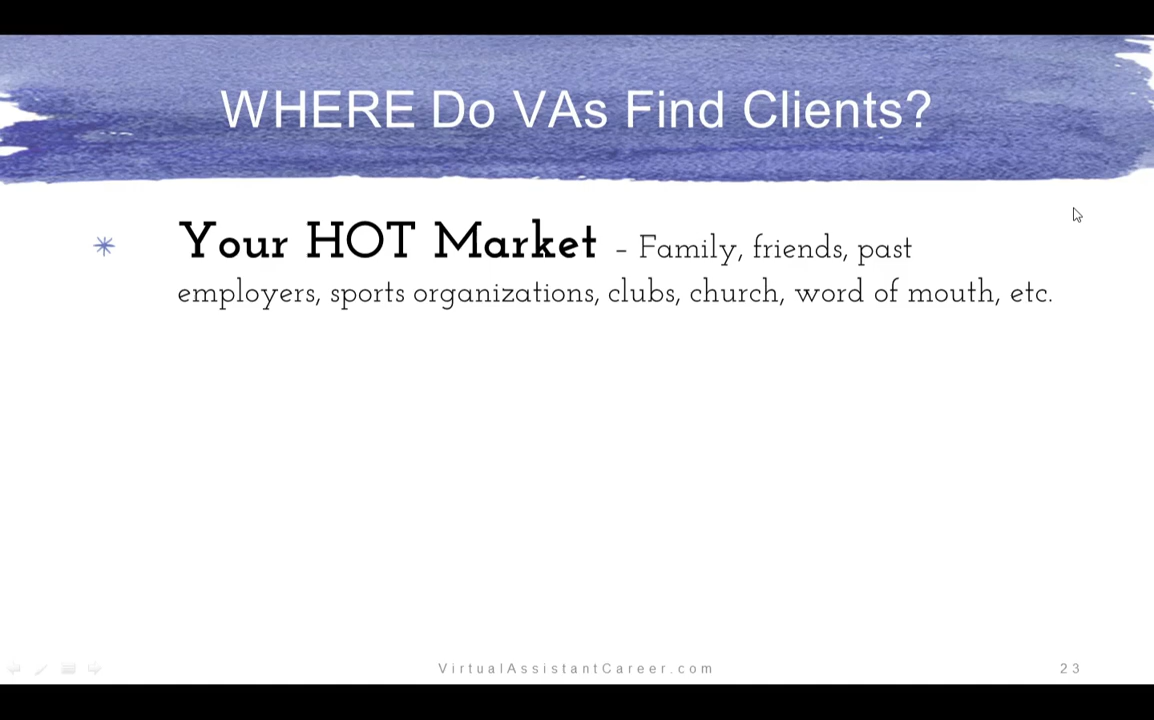 WHERE Do VAs Find Clients?
Your HOT Market - Family, friends, past
employers, sports organizations, clubs, church, word of mouth, etc.
VirtualAssistantCareer.com
23